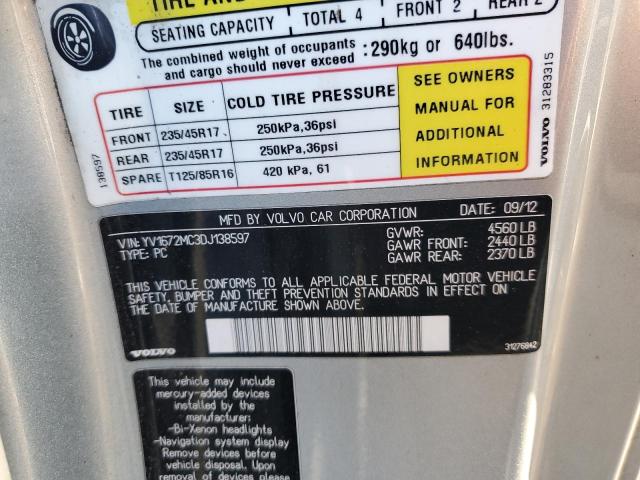 TIRE AND
SEATING CAPACITY TOTAL 4 FRONT 2 REAR 2
The combined weight of occupants
and cargo should never exceed :290kg or 640lbs.
TIRE SIZE COLD TIRE PRESSURE
FRONT 235/45R17 250kPa,36psi
REAR 235/45R17 250kPa,36psi
SPARE T125/85R16 420 kPa, 61
SEE OWNERS
MANUAL FOR
ADDITIONAL
INFORMATION
138597
VOLVO 31283315
MFD BY VOLVO CAR CORPORATION DATE: 09/12
VIN:YV1672MC3DJ138597
TYPE: PC
GVWR: 4560 LB
GAWR FRONT: 2440 LB
GAWR REAR: 2370 LB
THIS VEHICLE CONFORMS TO ALL APPLICABLE FEDERAL MOTOR VEHICLE
SAFETY, BUMPER AND THEFT PREVENTION STANDARDS IN EFFECT ON
THE DATE OF MANUFACTURE SHOWN ABOVE.
VOLVO 31276842
This vehicle may include
mercury-added devices
installed by the
manufacturer:
-Bi-Xenon headlights
-Navigation system display
Remove devices before
vehicle disposal. Upon
removal of devices please